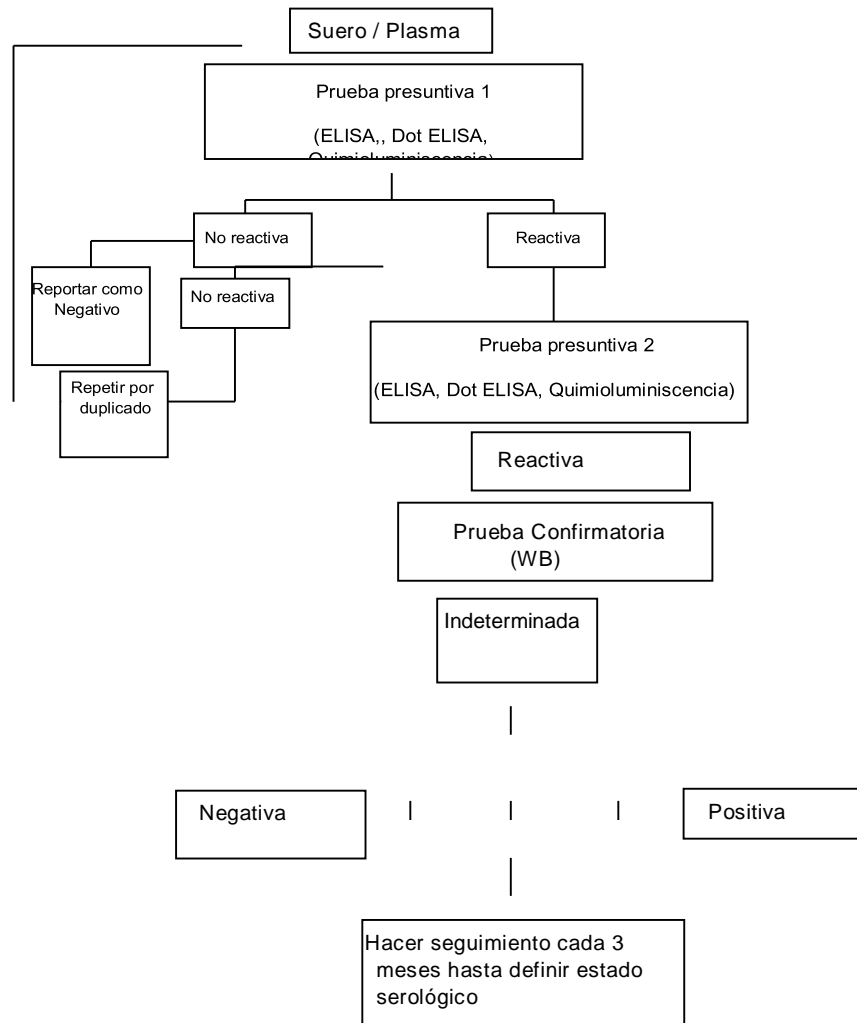 Suero / Plasma
Prueba presuntiva 1
(ELISA,, Dot ELISA,
Quimioluminiscencia)
No reactiva
Reactiva
Reportar como
Negativo
No reactiva
Prueba presuntiva 2
(ELISA, Dot ELISA, Quimioluminiscencia)
Repetir por
duplicado
Reactiva
Prueba Confirmatoria
(WB)
Indeterminada
Negativa
Positiva
Hacer seguimiento cada 3
meses hasta definir estado
serológico